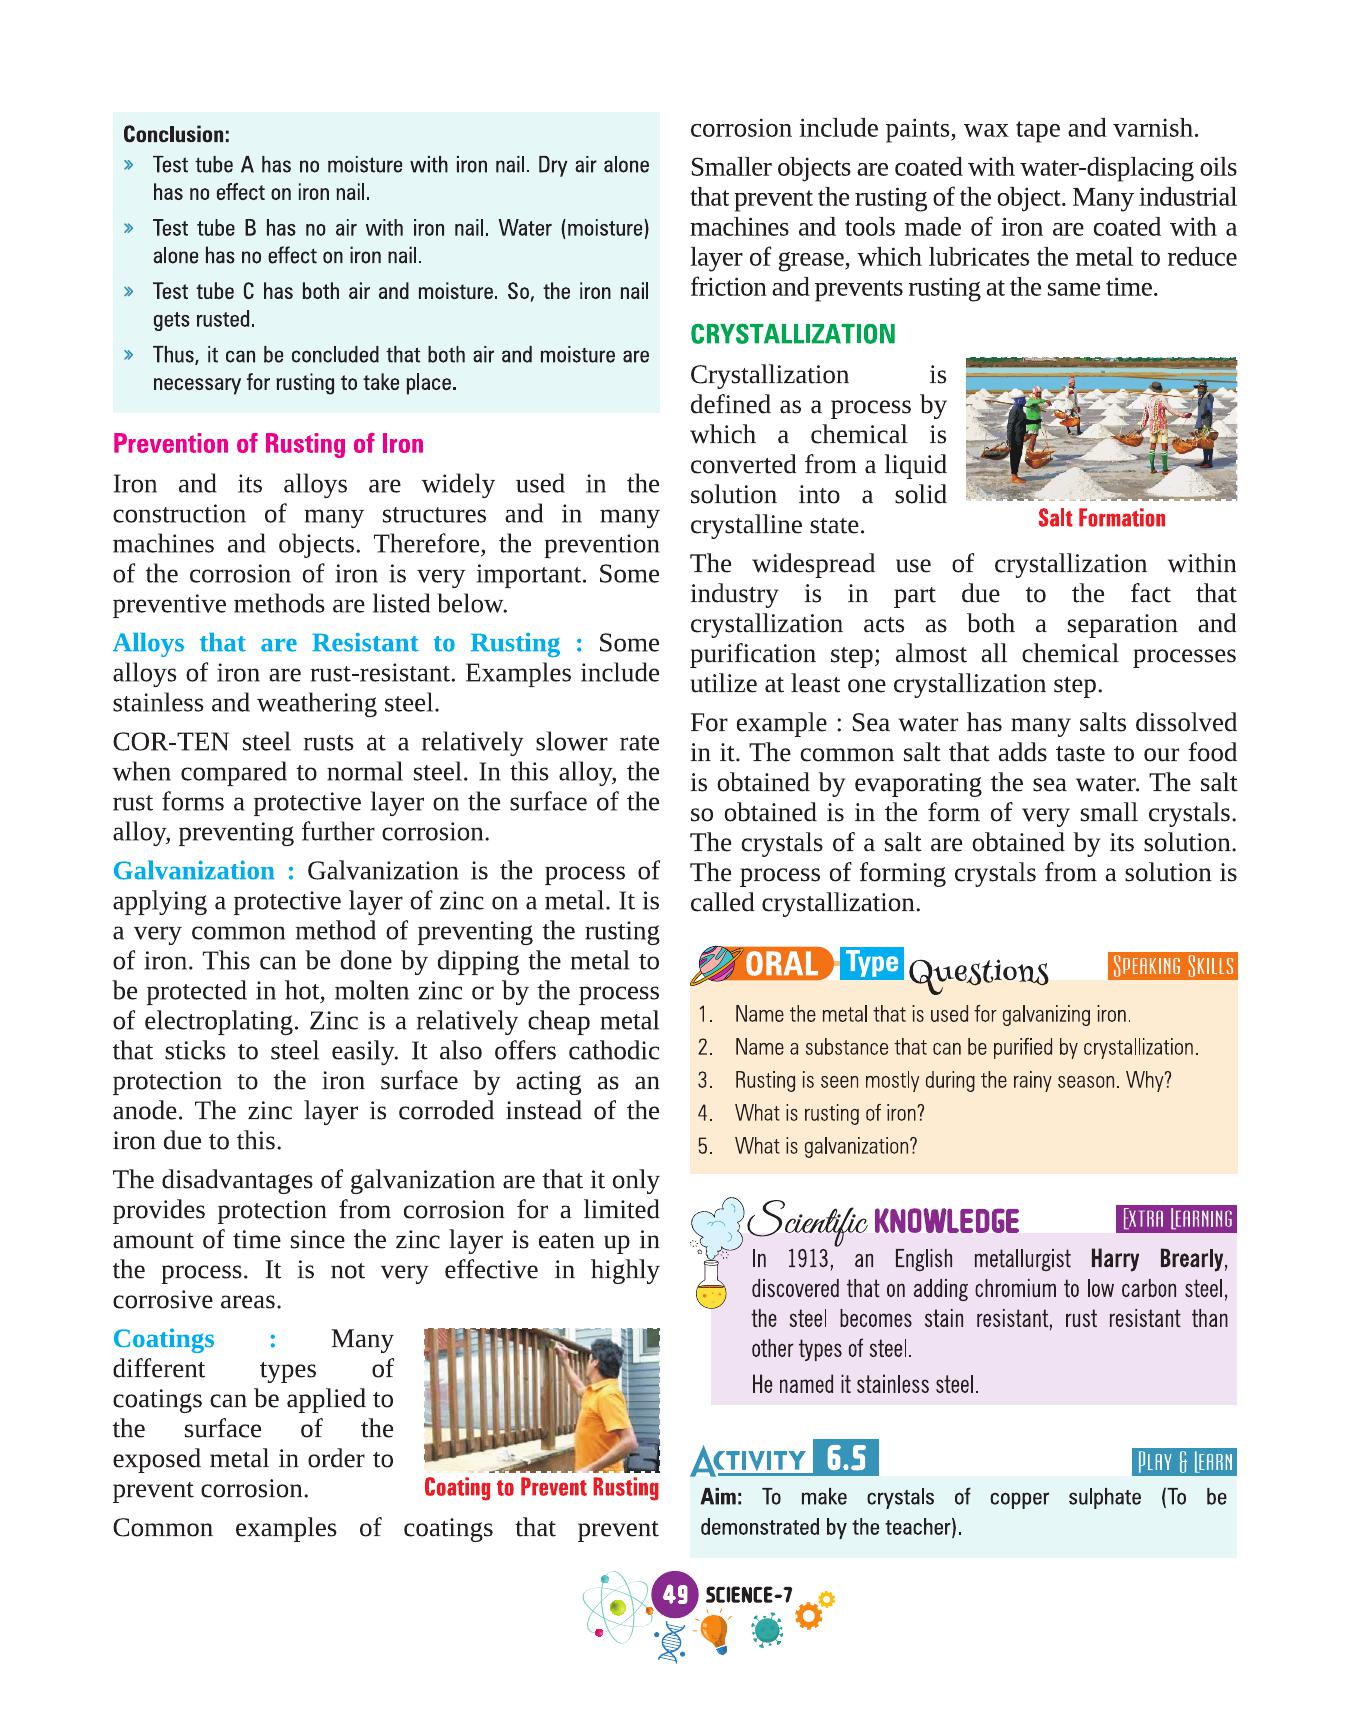 Conclusion:
» Test tube A has no moisture with iron nail. Dry air alone
has no effect on iron nail.
» Test tube B has no air with iron nail. Water (moisture)
alone has no effect on iron nail.
» Test tube C has both air and moisture. So, the iron nail
gets rusted.
» Thus, it can be concluded that both air and moisture are
necessary for rusting to take place.
Prevention of Rusting of Iron
Iron and its alloys are widely used in the
construction of many structures and in many
machines and objects. Therefore, the prevention
of the corrosion of iron is very important. Some
preventive methods are listed below.
Alloys that are Resistant to Rusting : Some
alloys of iron are rust-resistant. Examples include
stainless and weathering steel.
COR-TEN steel rusts at a relatively slower rate
when compared to normal steel. In this alloy, the
rust forms a protective layer on the surface of the
alloy, preventing further corrosion.
Galvanization : Galvanization is the process of
applying a protective layer of zinc on a metal. It is
a very common method of preventing the rusting
of iron. This can be done by dipping the metal to
be protected in hot, molten zinc or by the process
of electroplating. Zinc is a relatively cheap metal
that sticks to steel easily. It also offers cathodic
protection to the iron surface by acting as an
anode. The zinc layer is corroded instead of the
iron due to this.
The disadvantages of galvanization are that it only
provides protection from corrosion for a limited
amount of time since the zinc layer is eaten up in
the process. It is not very effective in highly
corrosive areas.
Coatings : Many
different types of
coatings can be applied to
the surface of the
exposed metal in order to
prevent corrosion.
Coating to Prevent Rusting
Common examples of coatings that prevent
corrosion include paints, wax tape and varnish.
Smaller objects are coated with water-displacing oils
that prevent the rusting of the object. Many industrial
machines and tools made of iron are coated with a
layer of grease, which lubricates the metal to reduce
friction and prevents rusting at the same time.
CRYSTALLIZATION
Crystallization is
defined as a process by
which a chemical is
converted from a liquid
solution into a solid
crystalline state.
Salt Formation
The widespread use of crystallization within
industry is in part due to the fact that
crystallization acts as both a separation and
purification step; almost all chemical processes
utilize at least one crystallization step.
For example : Sea water has many salts dissolved
in it. The common salt that adds taste to our food
is obtained by evaporating the sea water. The salt
so obtained is in the form of very small crystals.
The crystals of a salt are obtained by its solution.
The process of forming crystals from a solution is
called crystallization.
ORAL Type Questions SPEAKING SKILLS
1. Name the metal that is used for galvanizing iron.
2. Name a substance that can be purified by crystallization.
3. Rusting is seen mostly during the rainy season. Why?
4. What is rusting of iron?
5. What is galvanization?
Scientific KNOWLEDGE EXTRA LEARNING
In 1913, an English metallurgist Harry Brearly,
discovered that on adding chromium to low carbon steel,
the steel becomes stain resistant, rust resistant than
other types of steel.
He named it stainless steel.
ACTIVITY 6.5 PLAY & LEARN
Aim: To make crystals of copper sulphate (To be
demonstrated by the teacher).
49 SCIENCE-7